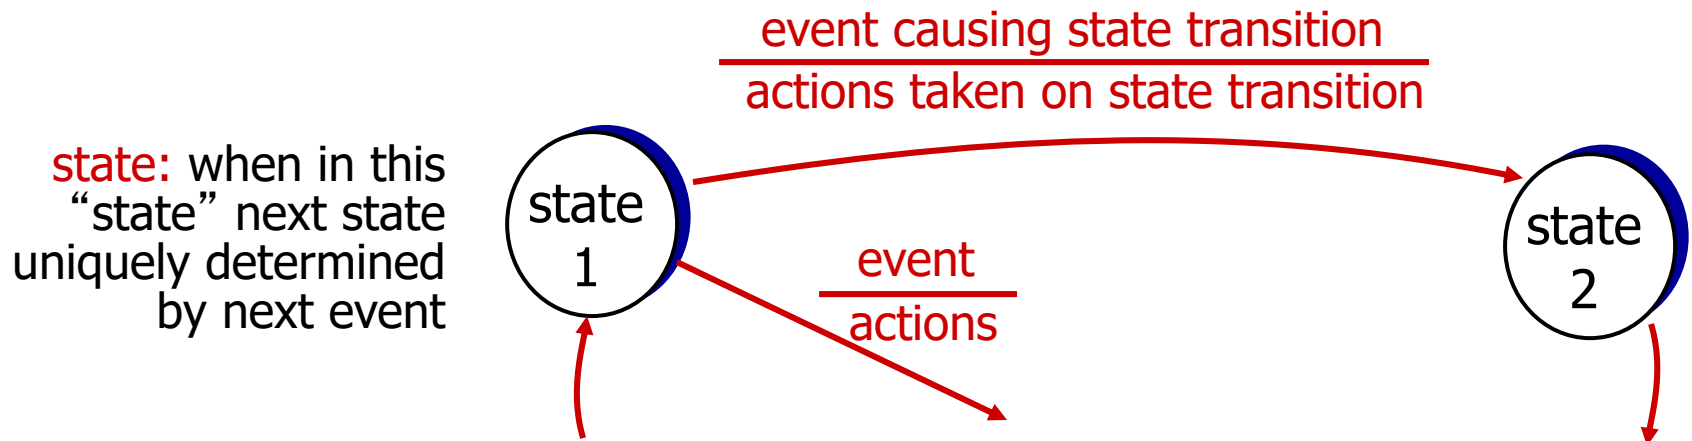 event causing state transition
actions taken on state transition
state: when in this
“state” next state
uniquely determined
by next event
state
1
event
actions
state
2